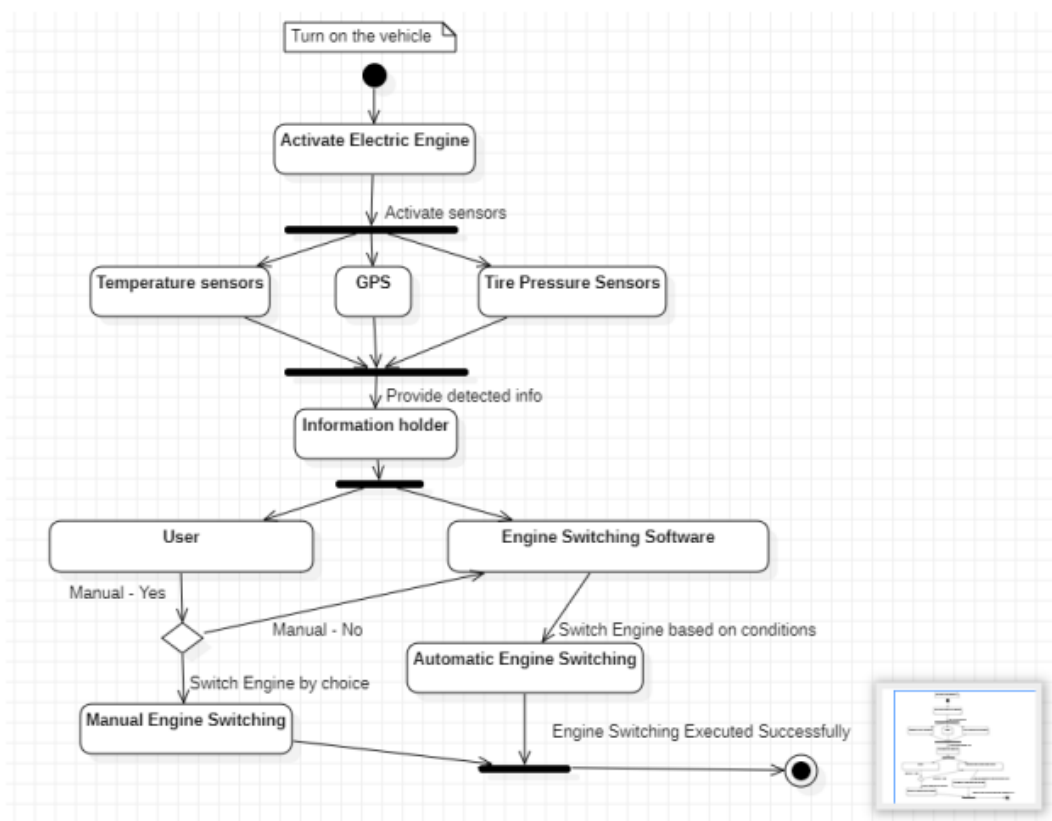 Turn on the vehicle
Activate Electric Engine
Activate sensors
Temperature sensors
GPS
Tire Pressure Sensors
Provide detected info
Information holder
User
Engine Switching Software
Manual - Yes
Manual - No
Switch Engine based on conditions
Automatic Engine Switching
Switch Engine by choice
Manual Engine Switching
Engine Switching Executed Successfully